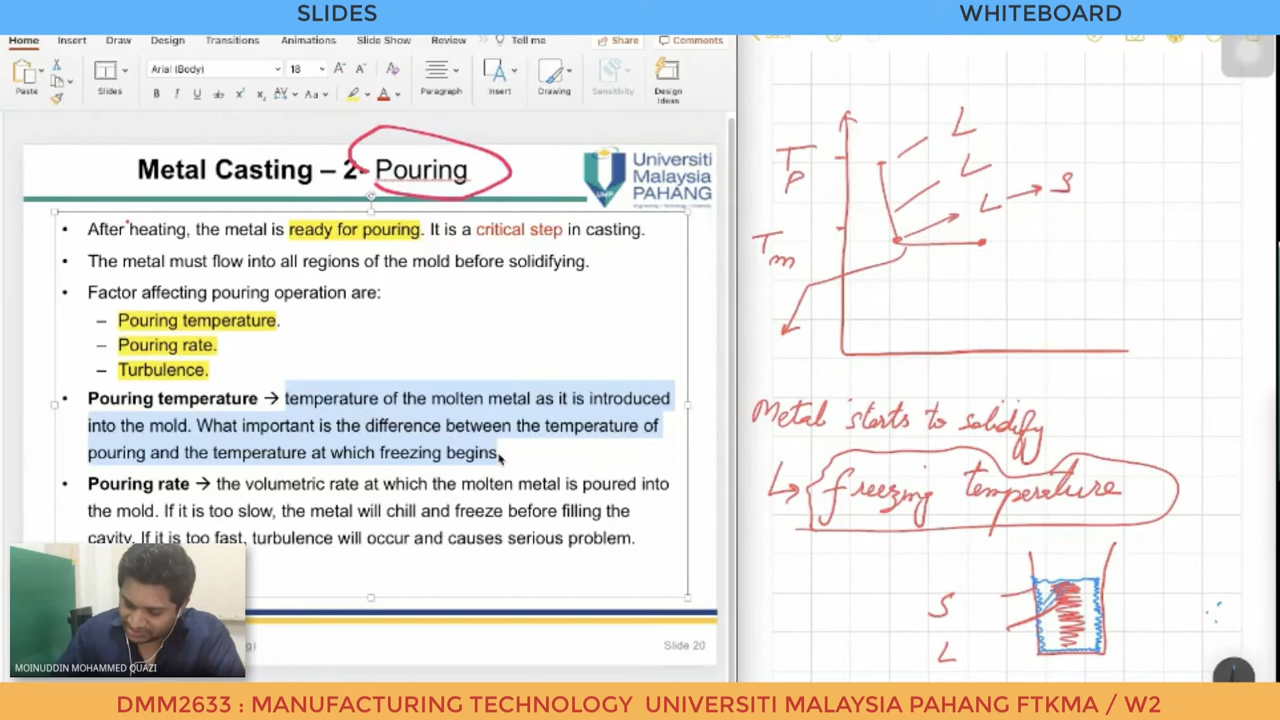 SLIDES
WHITEBOARD
Home Insert Draw Design Transitions Animations Slide Show Review Tell me Share Comments
Paste Slides Arial (Body) 18 Paragraph Insert Drawing Sensitivity Design Ideas
Metal Casting – 2- Pouring
Universiti
Malaysia
PAHANG
• After heating, the metal is ready for pouring. It is a critical step in casting.
• The metal must flow into all regions of the mold before solidifying.
• Factor affecting pouring operation are:
– Pouring temperature.
– Pouring rate.
– Turbulence.
• Pouring temperature → temperature of the molten metal as it is introduced
into the mold. What important is the difference between the temperature of
pouring and the temperature at which freezing begins.
• Pouring rate → the volumetric rate at which the molten metal is poured into
the mold. If it is too slow, the metal will chill and freeze before filling the
cavity. If it is too fast, turbulence will occur and causes serious problem.
Slide 20
MOINUDDIN MOHAMMED QUAZI
L
Tp
L
L → S
Tm
Metal starts to solidify
↳ freezing temperature
S
L
DMM2633 : MANUFACTURING TECHNOLOGY UNIVERSITI MALAYSIA PAHANG FTKMA / W2